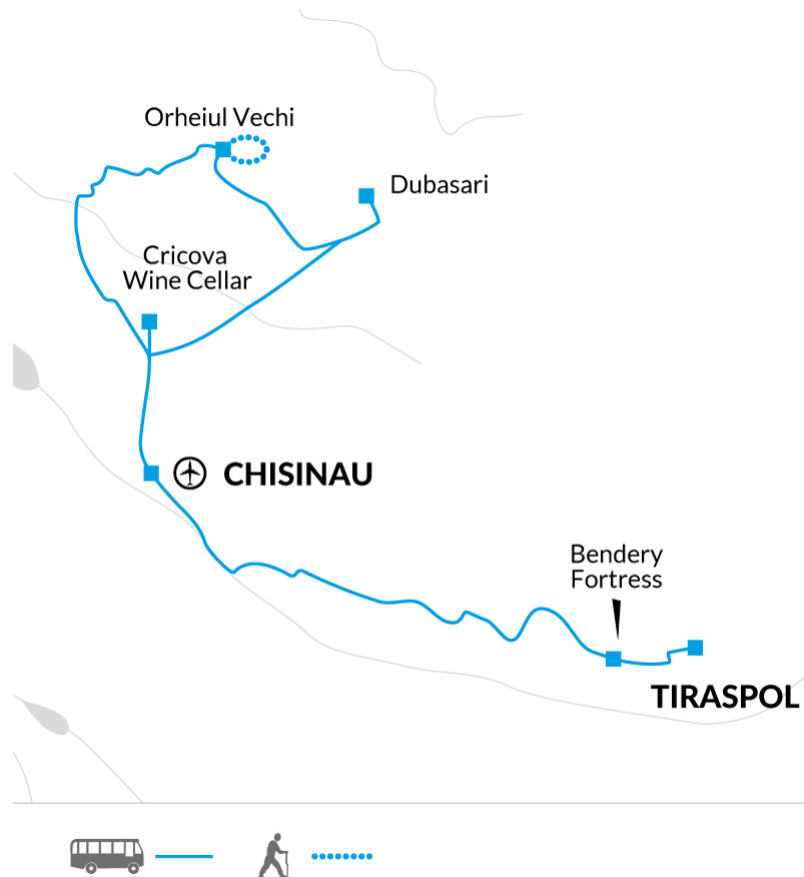 Orheiul Vechi
Dubasari
Cricova
Wine Cellar
CHISINAU
Bendery
Fortress
TIRASPOL